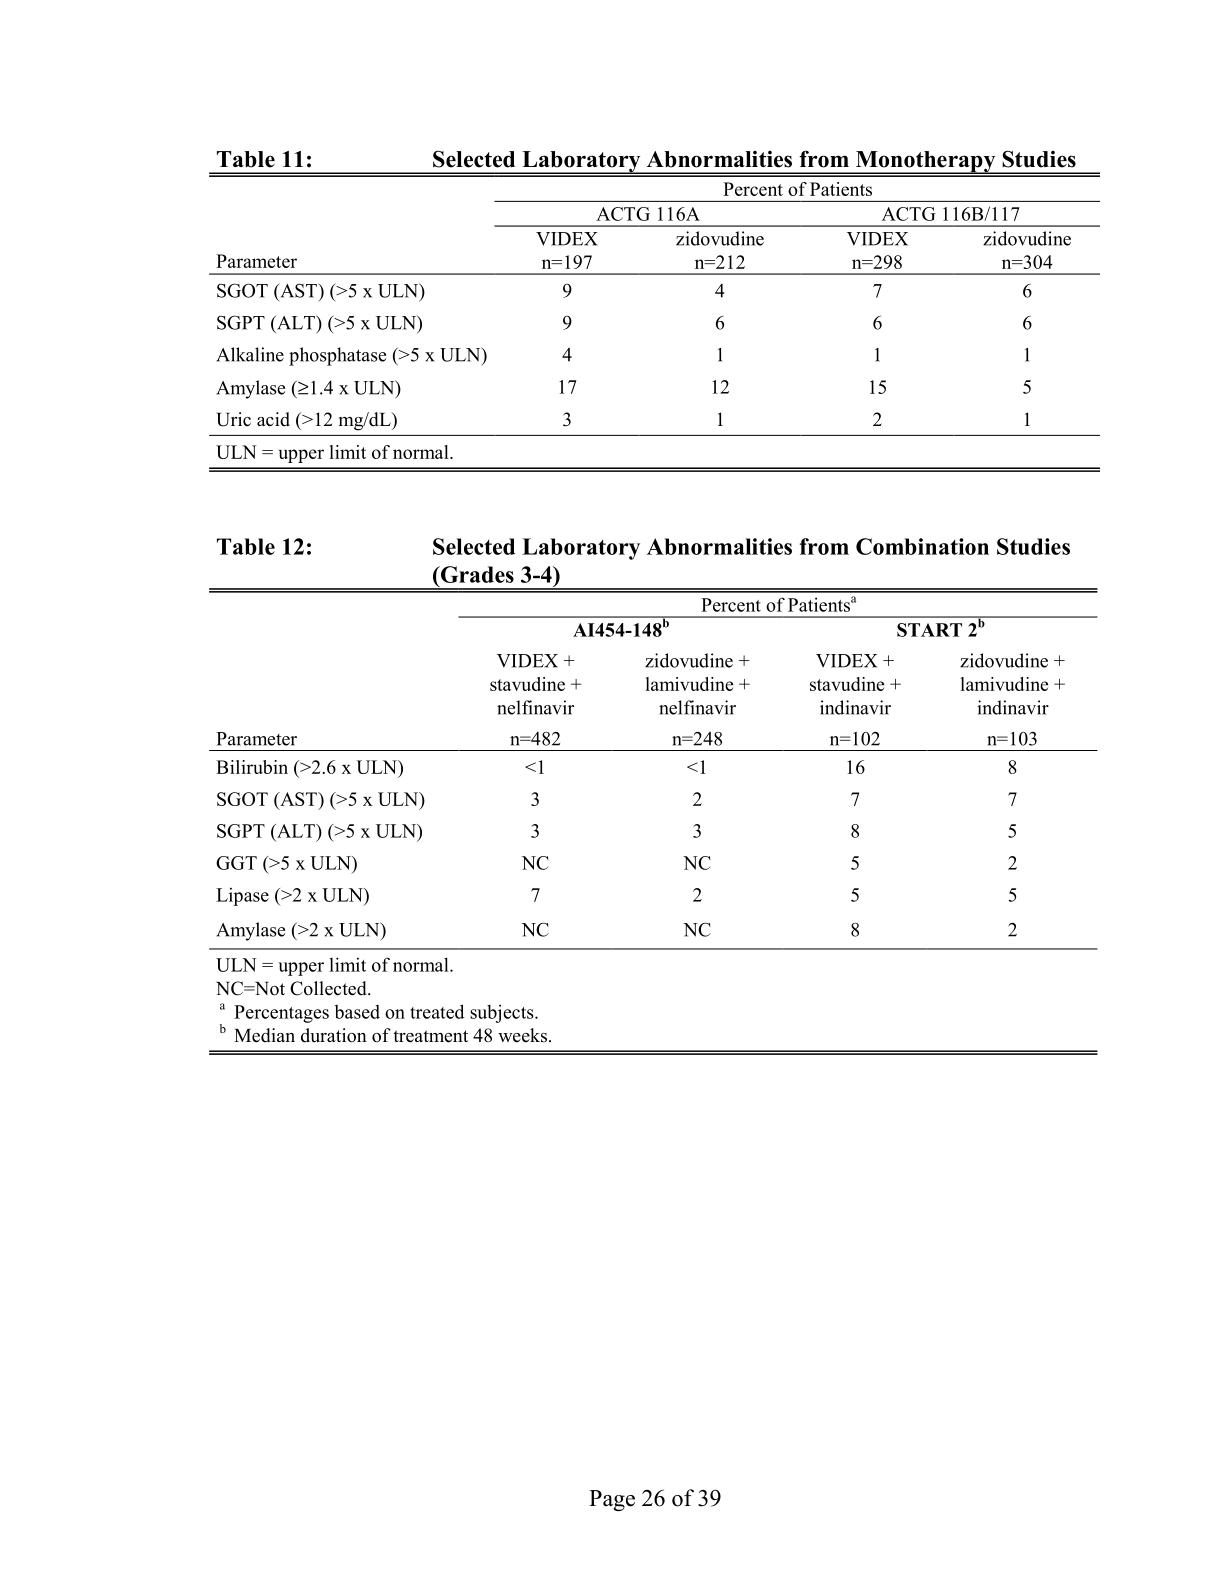 Table 11: Selected Laboratory Abnormalities from Monotherapy Studies
Percent of Patients
ACTG 116A ACTG 116B/117
VIDEX zidovudine VIDEX zidovudine
Parameter n=197 n=212 n=298 n=304
SGOT (AST) (>5 x ULN) 9 4 7 6
SGPT (ALT) (>5 x ULN) 9 6 6 6
Alkaline phosphatase (>5 x ULN) 4 1 1 1
Amylase (≥1.4 x ULN) 17 12 15 5
Uric acid (>12 mg/dL) 3 1 2 1
ULN = upper limit of normal.
Table 12: Selected Laboratory Abnormalities from Combination Studies
(Grades 3-4)
Percent of Patientsᵃ
AI454-148ᵇ START 2ᵇ
VIDEX + zidovudine + VIDEX + zidovudine +
stavudine + lamivudine + stavudine + lamivudine +
nelfinavir nelfinavir indinavir indinavir
Parameter n=482 n=248 n=102 n=103
Bilirubin (>2.6 x ULN) <1 <1 16 8
SGOT (AST) (>5 x ULN) 3 2 7 7
SGPT (ALT) (>5 x ULN) 3 3 8 5
GGT (>5 x ULN) NC NC 5 2
Lipase (>2 x ULN) 7 2 5 5
Amylase (>2 x ULN) NC NC 8 2
ULN = upper limit of normal.
NC=Not Collected.
ᵃ Percentages based on treated subjects.
ᵇ Median duration of treatment 48 weeks.
Page 26 of 39